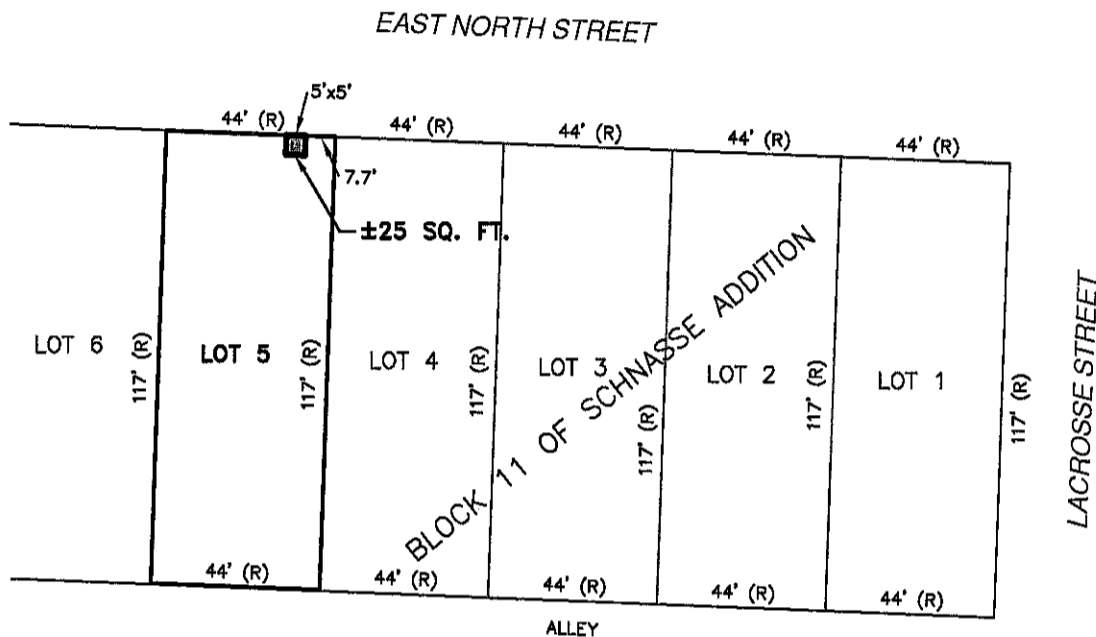 EAST NORTH STREET
5'x5'
44' (R)
44' (R)
44' (R)
44' (R)
44' (R)
7.7'
±25 SQ. FT.
LOT 6
117' (R)
LOT 5
117' (R)
LOT 4
117' (R)
LOT 3
117' (R)
LOT 2
117' (R)
LOT 1
117' (R)
LACROSSE STREET
BLOCK 11 OF SCHNASSE ADDITION
44' (R)
44' (R)
44' (R)
44' (R)
44' (R)
ALLEY